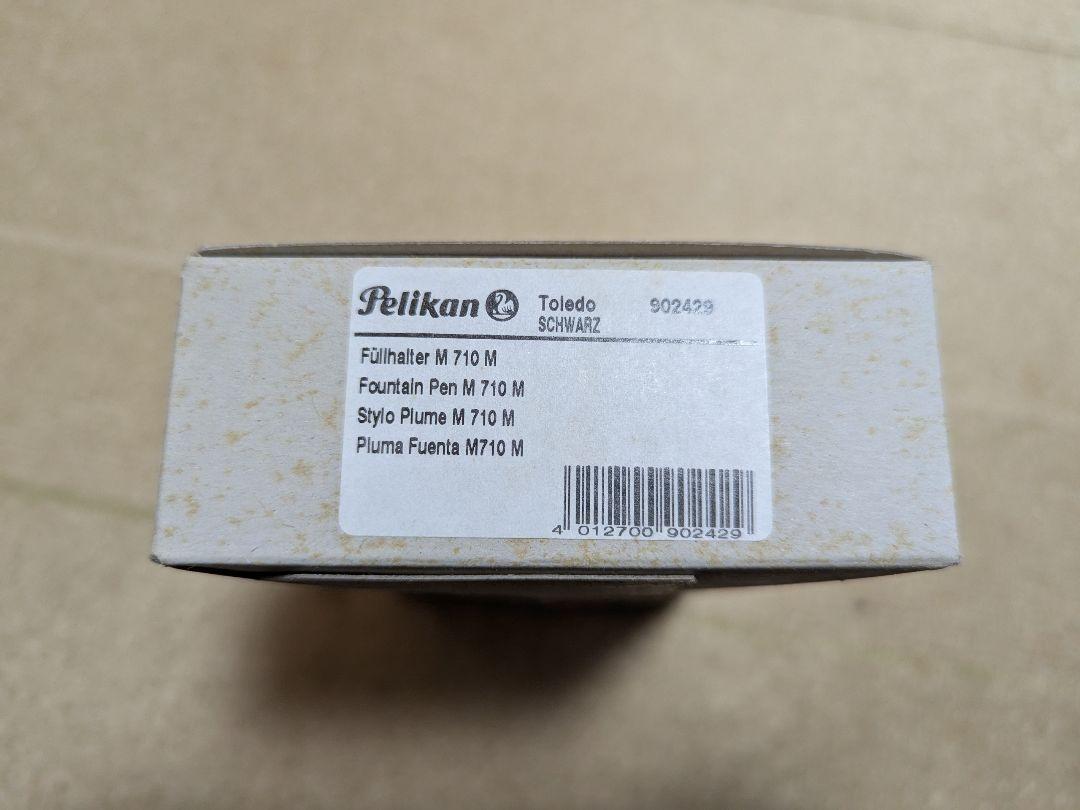 Pelikan Toledo 902429
SCHWARZ
Füllhalter M 710 M
Fountain Pen M 710 M
Stylo Plume M 710 M
Pluma Fuenta M710 M
4 012700 902429